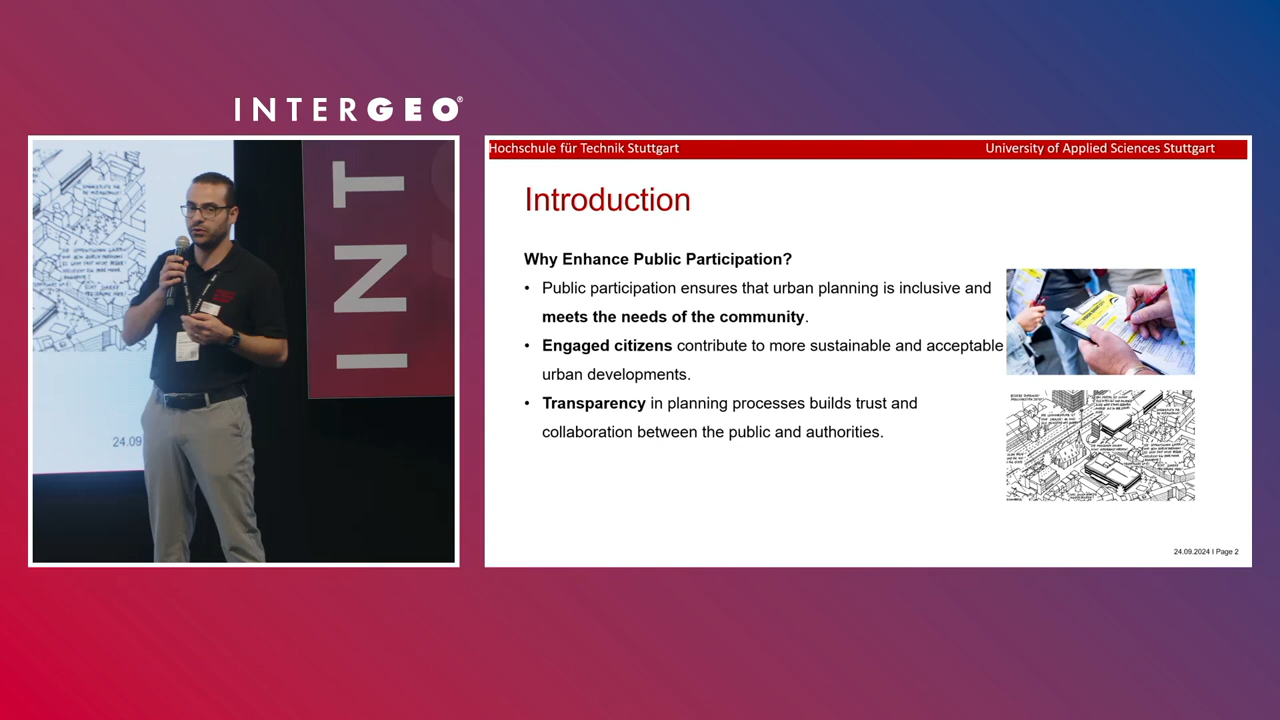 INTERGEO®
INT
24.09
Hochschule für Technik Stuttgart
University of Applied Sciences Stuttgart
Introduction
Why Enhance Public Participation?
• Public participation ensures that urban planning is inclusive and
meets the needs of the community.
• Engaged citizens contribute to more sustainable and acceptable
urban developments.
• Transparency in planning processes builds trust and
collaboration between the public and authorities.
24.09.2024 I Page 2